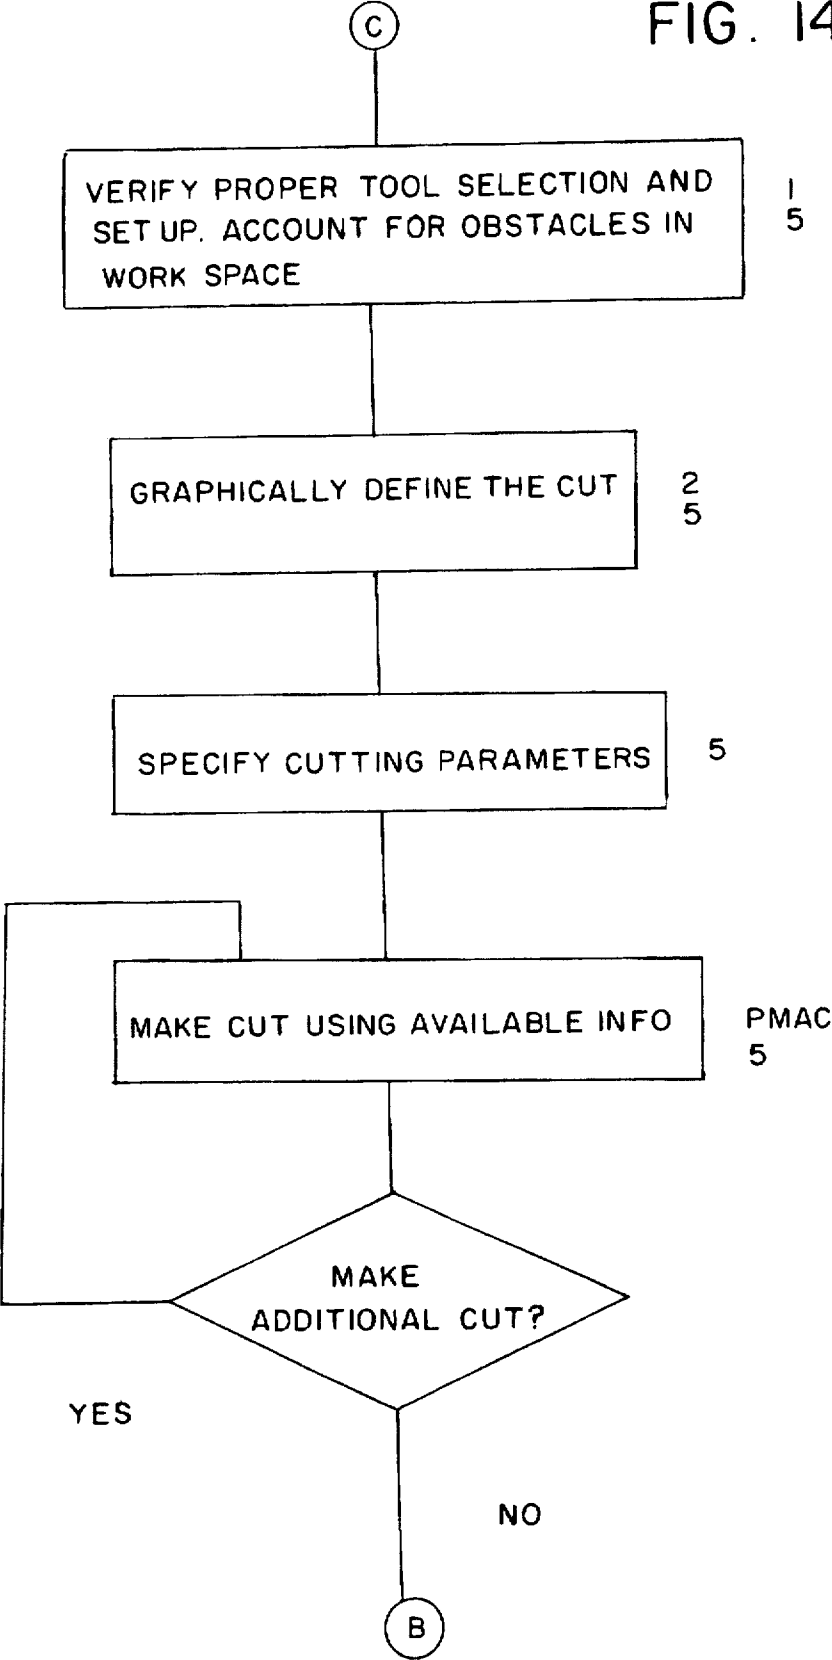 C
FIG. 14
VERIFY PROPER TOOL SELECTION AND
SET UP. ACCOUNT FOR OBSTACLES IN
WORK SPACE
1
5
GRAPHICALLY DEFINE THE CUT
2
5
SPECIFY CUTTING PARAMETERS
5
MAKE CUT USING AVAILABLE INFO
PMAC
5
MAKE
ADDITIONAL CUT?
YES
NO
B